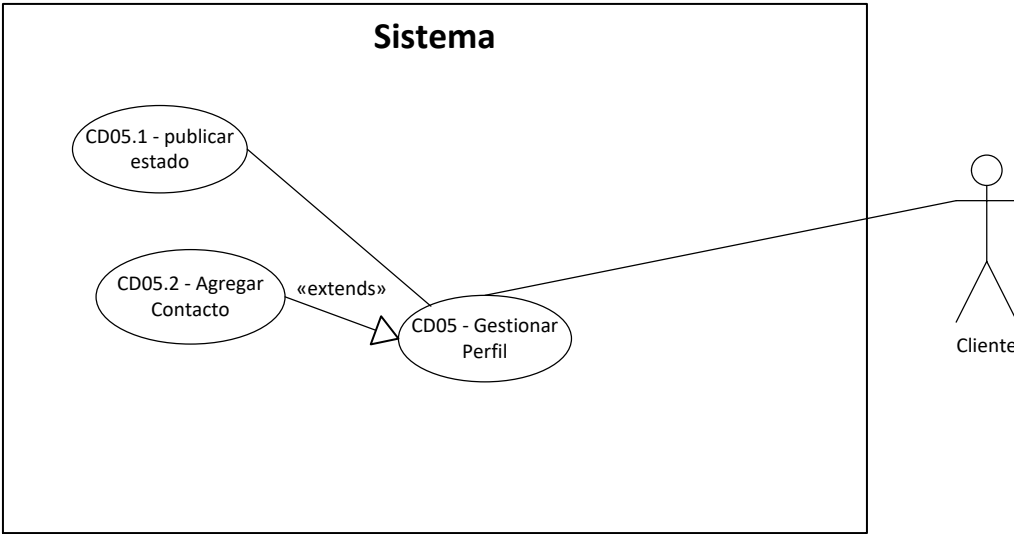 Sistema
CD05.1 - publicar
estado
CD05.2 - Agregar
Contacto
«extends»
CD05 - Gestionar
Perfil
Cliente